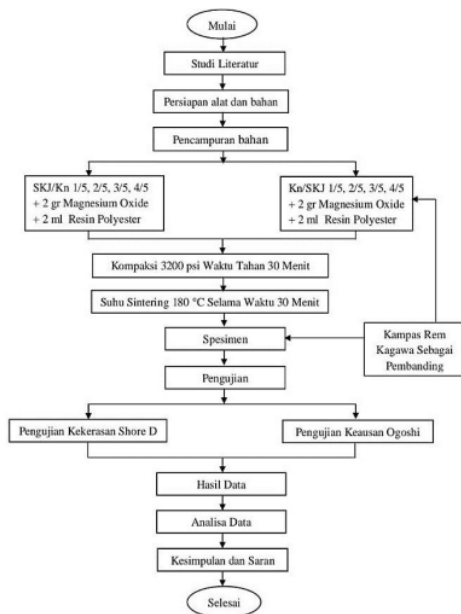 Mulai
Studi Literatur
Persiapan alat dan bahan
Pencampuran bahan
SKJ/Kn 1/5, 2/5, 3/5, 4/5
+ 2 gr Magnesium Oxide
+ 2 ml Resin Polyester
Kn/SKJ 1/5, 2/5, 3/5, 4/5
+ 2 gr Magnesium Oxide
+ 2 ml Resin Polyester
Kompaksi 3200 psi Waktu Tahan 30 Menit
Suhu Sintering 180 °C Selama Waktu 30 Menit
Spesimen
Kampas Rem
Kagawa Sebagai
Pembanding
Pengujian
Pengujian Kekerasan Shore D
Pengujian Keausan Ogoshi
Hasil Data
Analisa Data
Kesimpulan dan Saran
Selesai